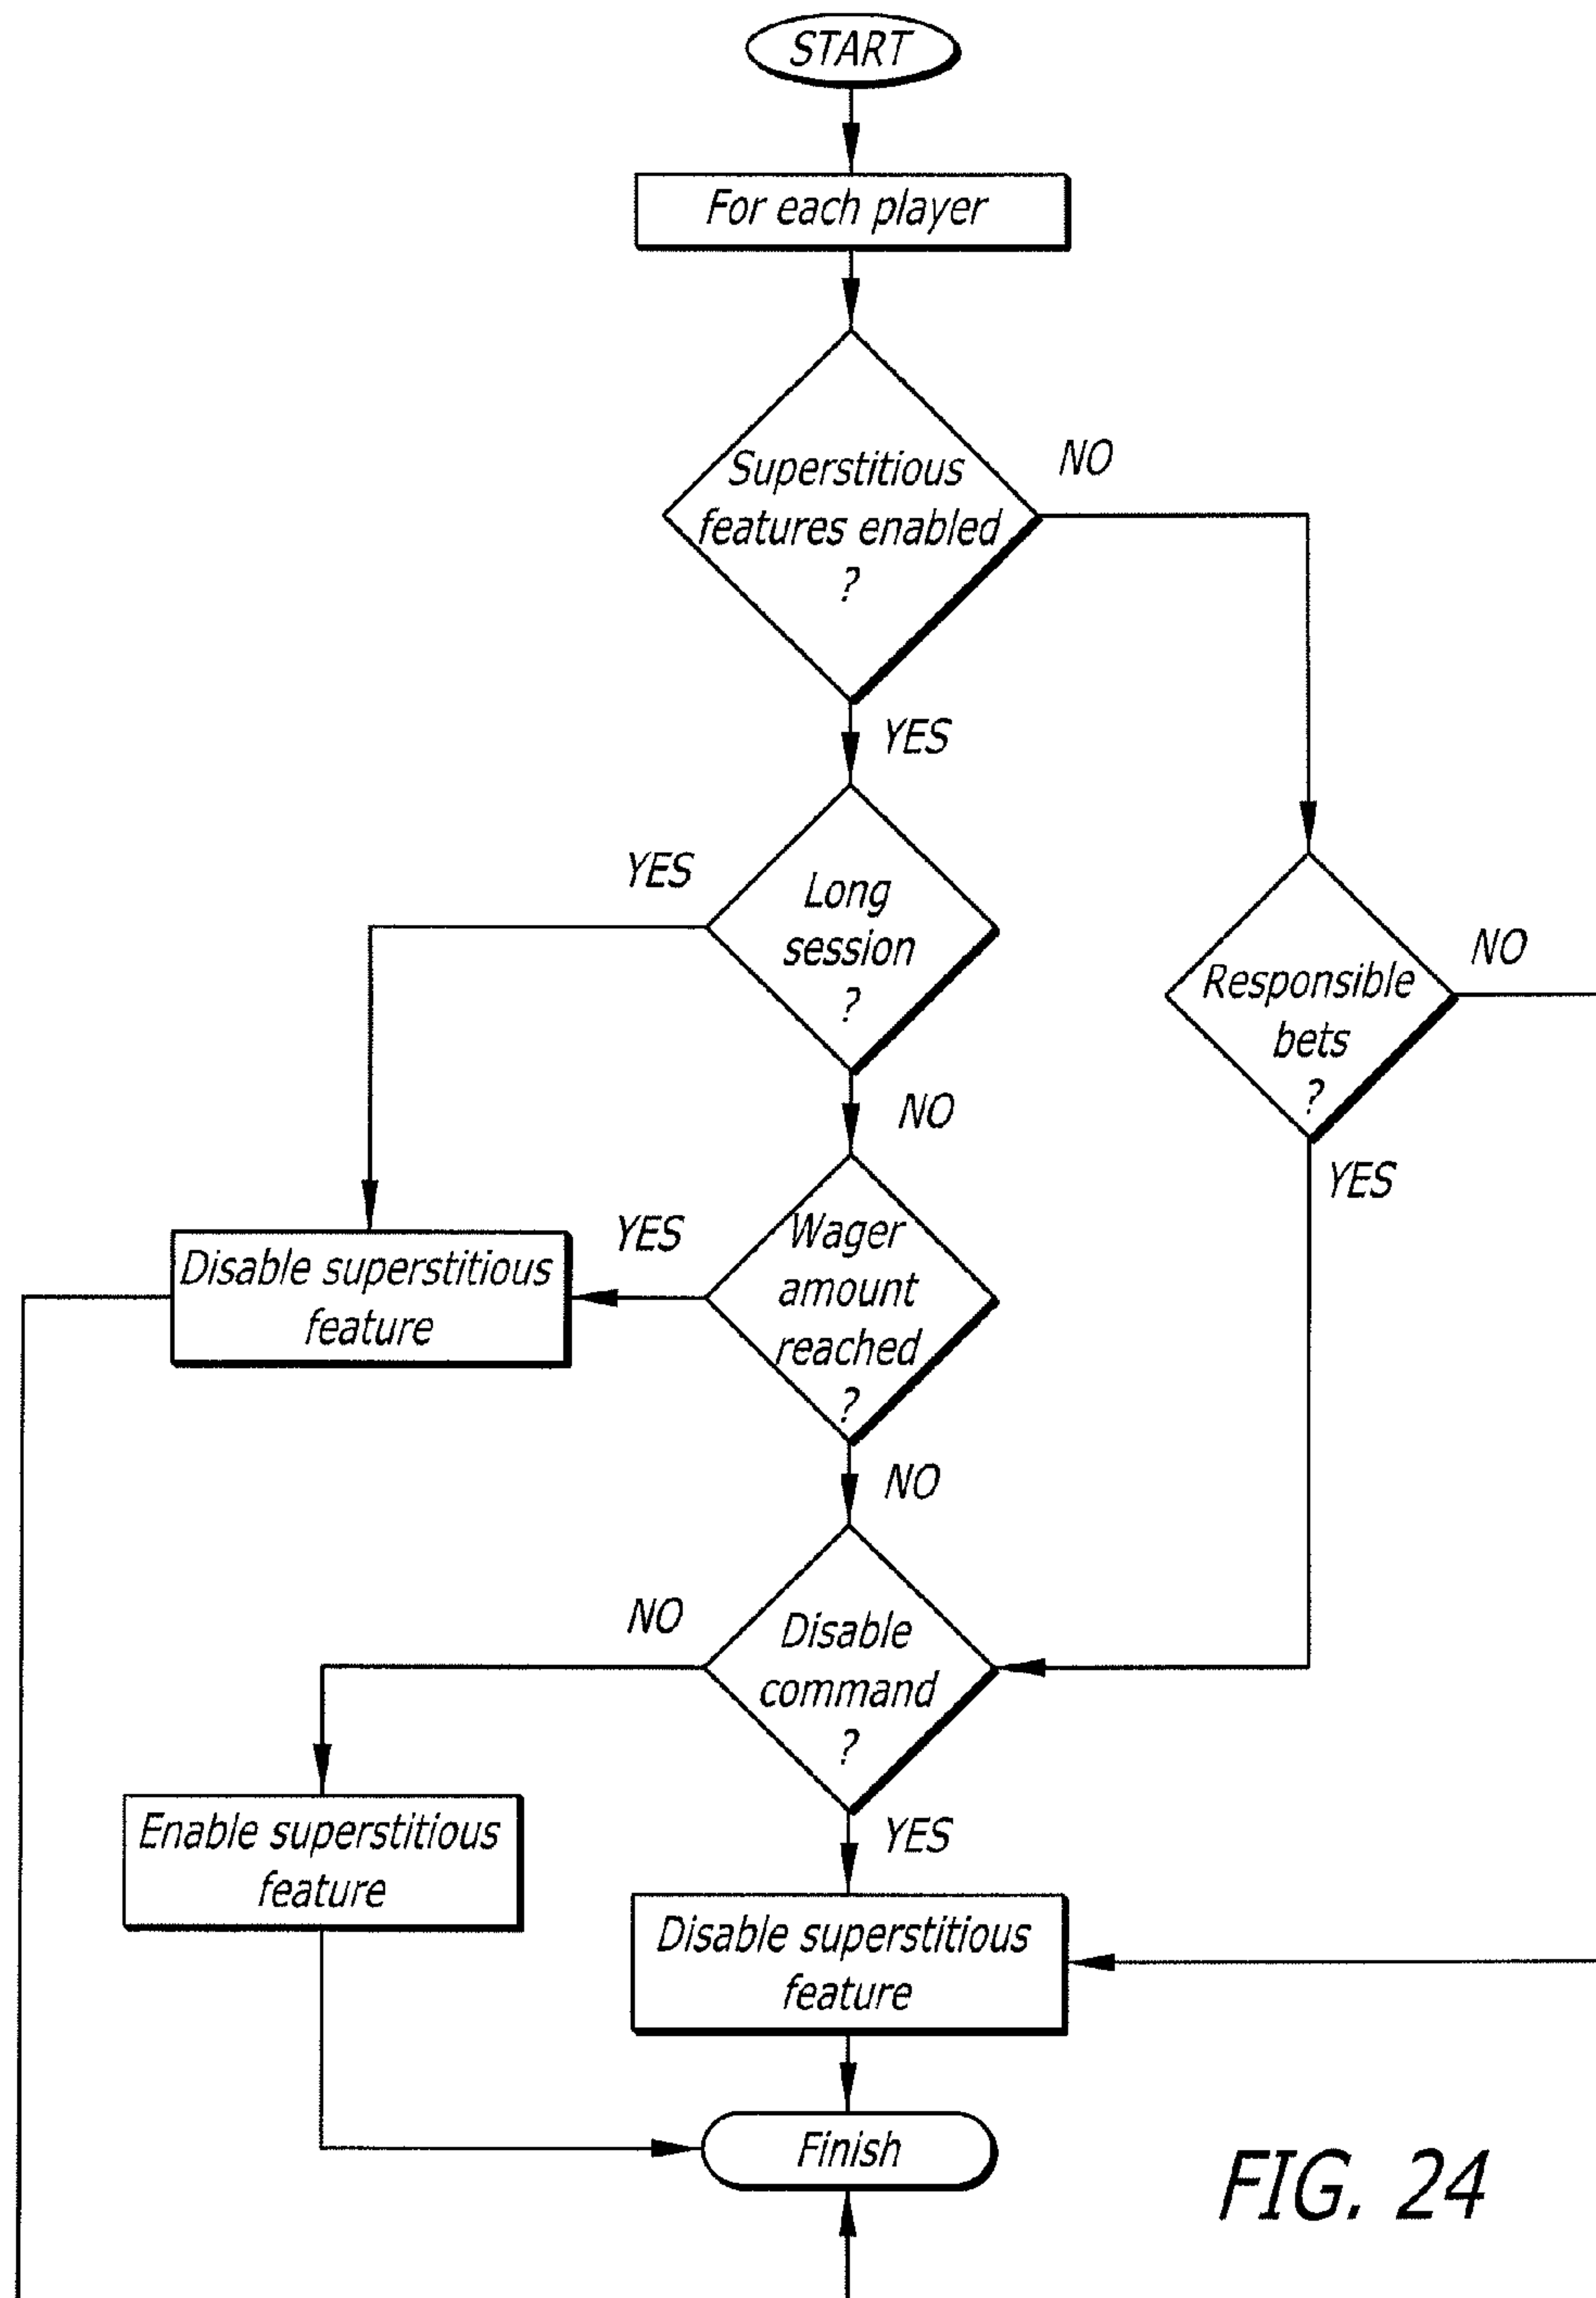 START
For each player
Superstitious
features enabled
?
NO
YES
YES
Long
session
?
NO
Responsible
bets
?
NO
YES
YES
Wager
amount
reached
?
Disable superstitious
feature
NO
NO
Disable
command
?
Enable superstitious
feature
YES
Disable superstitious
feature
Finish
FIG. 24